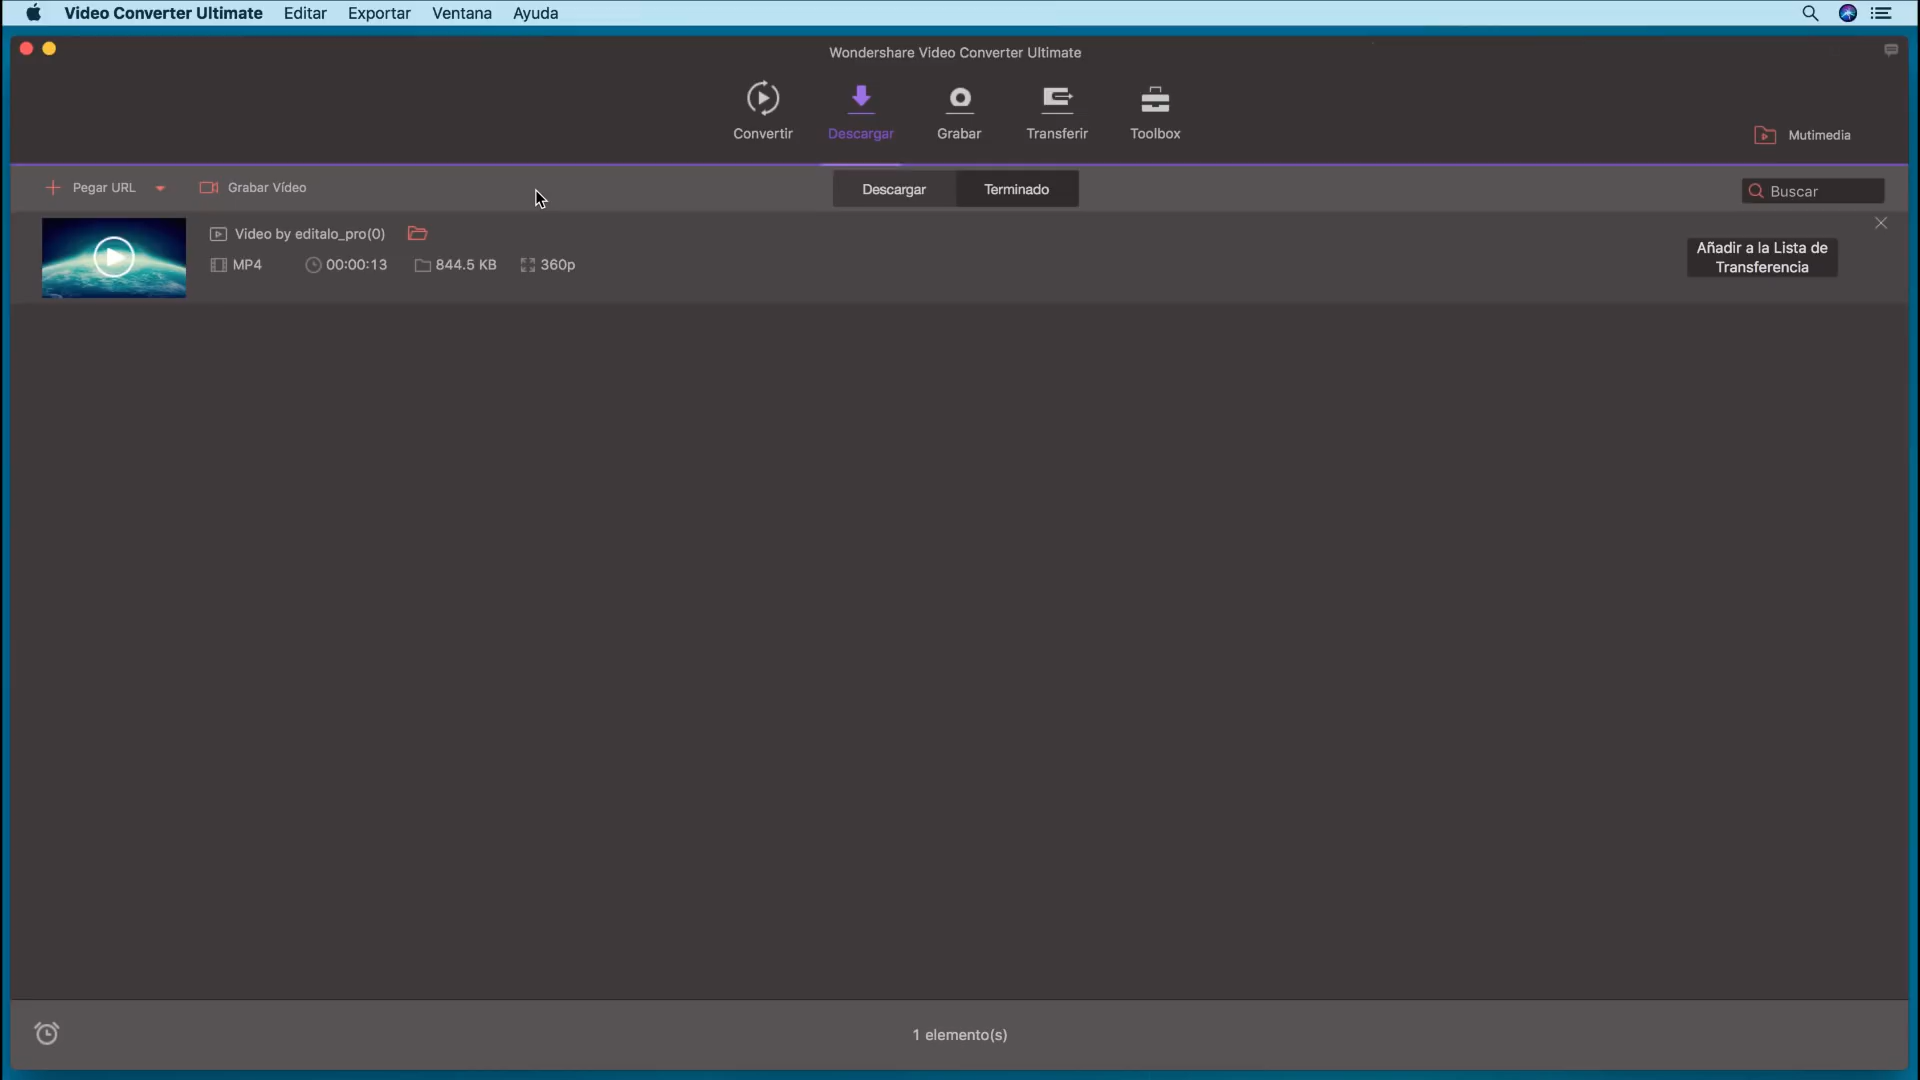 Video Converter Ultimate Editar Exportar Ventana Ayuda
Wondershare Video Converter Ultimate
Convertir Descargar Grabar Transferir Toolbox
Mutimedia
Pegar URL Grabar Vídeo Descargar Terminado Buscar
Video by editalo_pro(0)
MP4 00:00:13 844.5 KB 360p
Añadir a la Lista de
Transferencia
1 elemento(s)